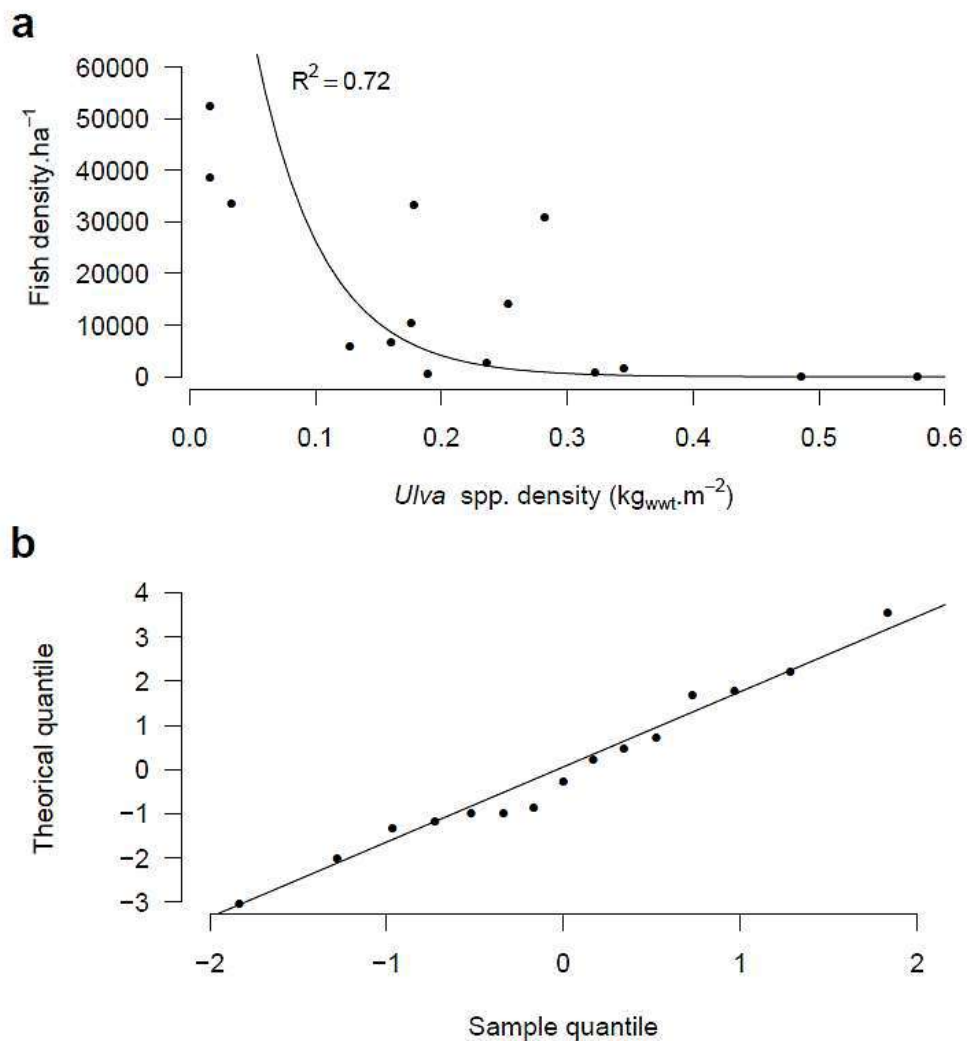 a
60000
50000
40000
30000
20000
10000
0
Fish density.ha⁻¹
R² = 0.72
0.0 0.1 0.2 0.3 0.4 0.5 0.6
Ulva spp. density (kg_wwt.m⁻²)
b
4
3
2
1
0
−1
−2
−3
Theorical quantile
−2 −1 0 1 2
Sample quantile